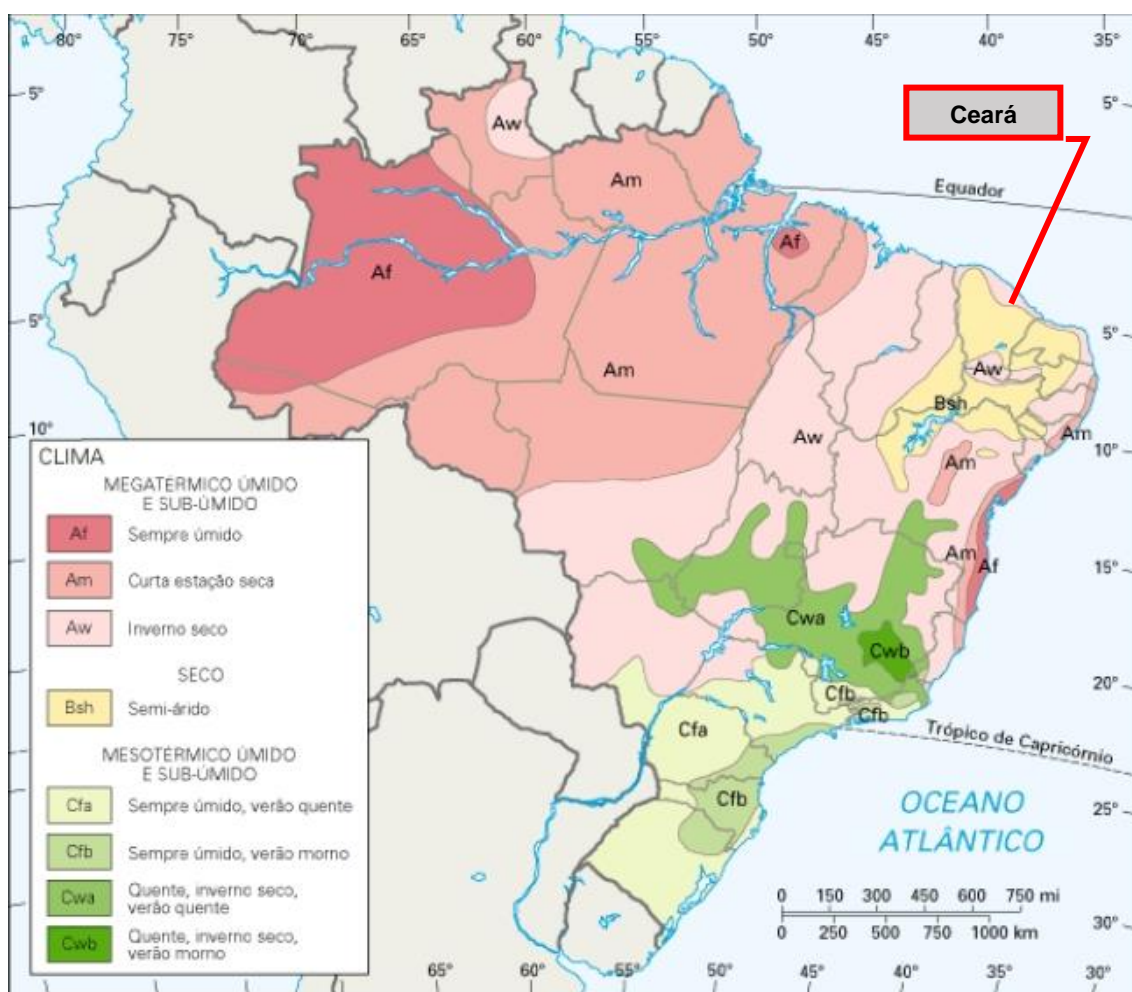 80° 75° 70° 65° 60° 55° 50° 45° 40° 35°
5°
Aw
Ceará
5°
Am
Equador
Af
Af
5°
5°
Am
Aw
Bsh
10°
Aw
Am
Am
10°
Am
Af
15°
15°
Cwa
Cwb
20°
20°
Cfb
Cfb
Cfa
Trópico de Capricórnio
Cfb
25°
25°
OCEANO
ATLÂNTICO
0 150 300 450 600 750 mi
0 250 500 750 1000 km
30°
30°
65° 60° 55° 50° 45° 40°
CLIMA
MEGATÉRMICO ÚMIDO
E SUB-ÚMIDO
Af Sempre úmido
Am Curta estação seca
Aw Inverno seco
SECO
Bsh Semi-árido
MESOTÉRMICO ÚMIDO
E SUB-ÚMIDO
Cfa Sempre úmido, verão quente
Cfb Sempre úmido, verão morno
Cwa Quente, inverno seco,
verão quente
Cwb Quente, inverno seco,
verão morno